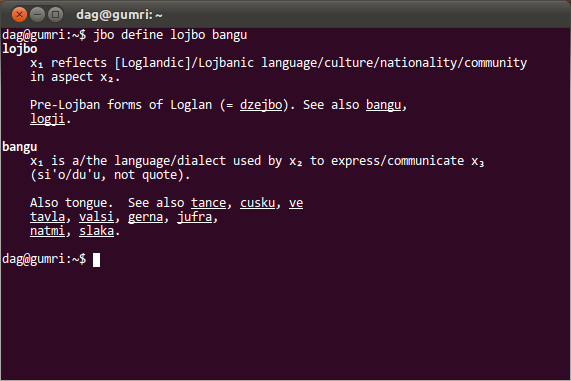 dag@gumri: ~
dag@gumri:~$ jbo define lojbo bangu
lojbo
x₁ reflects [Loglandic]/Lojbanic language/culture/nationality/community
in aspect x₂.
Pre-Lojban forms of Loglan (= dzejbo). See also bangu,
logji.
bangu
x₁ is a/the language/dialect used by x₂ to express/communicate x₃
(si'o/du'u, not quote).
Also tongue.  See also tance, cusku, ve
tavla, valsi, gerna, jufra,
natmi, slaka.
dag@gumri:~$